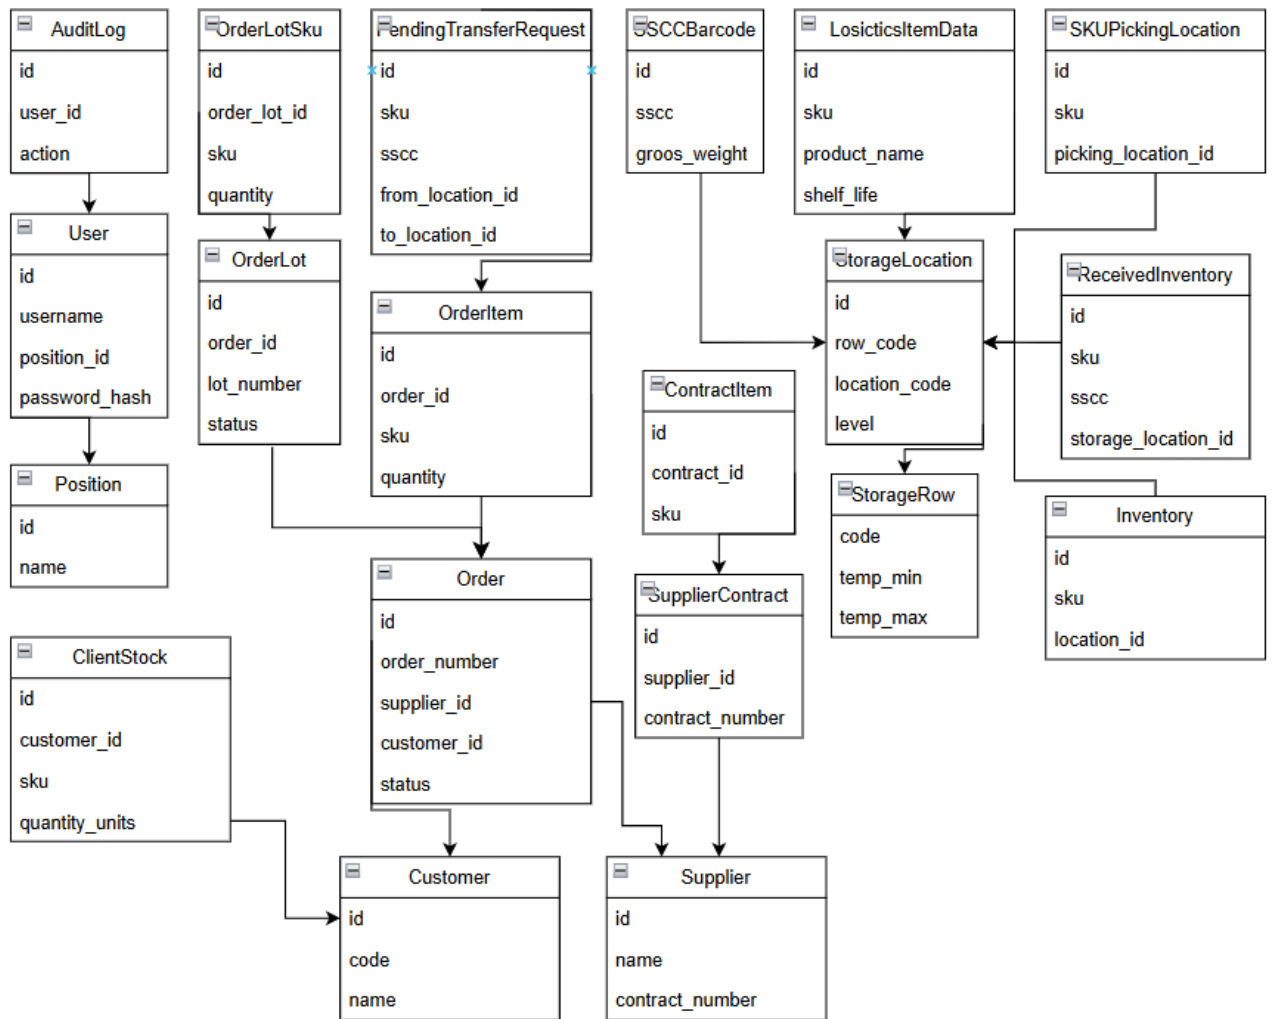 AuditLog
id
user_id
action
OrderLotSku
id
order_lot_id
sku
quantity
PendingTransferRequest
id
sku
sscc
from_location_id
to_location_id
SSCCBarcode
id
sscc
groos_weight
LosicticsItemData
id
sku
product_name
shelf_life
SKUPickingLocation
id
sku
picking_location_id
User
id
username
position_id
password_hash
OrderLot
id
order_id
lot_number
status
OrderItem
id
order_id
sku
quantity
StorageLocation
id
row_code
location_code
level
ReceivedInventory
id
sku
sscc
storage_location_id
ContractItem
id
contract_id
sku
Position
id
name
StorageRow
code
temp_min
temp_max
Inventory
id
sku
location_id
Order
id
order_number
supplier_id
customer_id
status
SupplierContract
id
supplier_id
contract_number
ClientStock
id
customer_id
sku
quantity_units
Customer
id
code
name
Supplier
id
name
contract_number